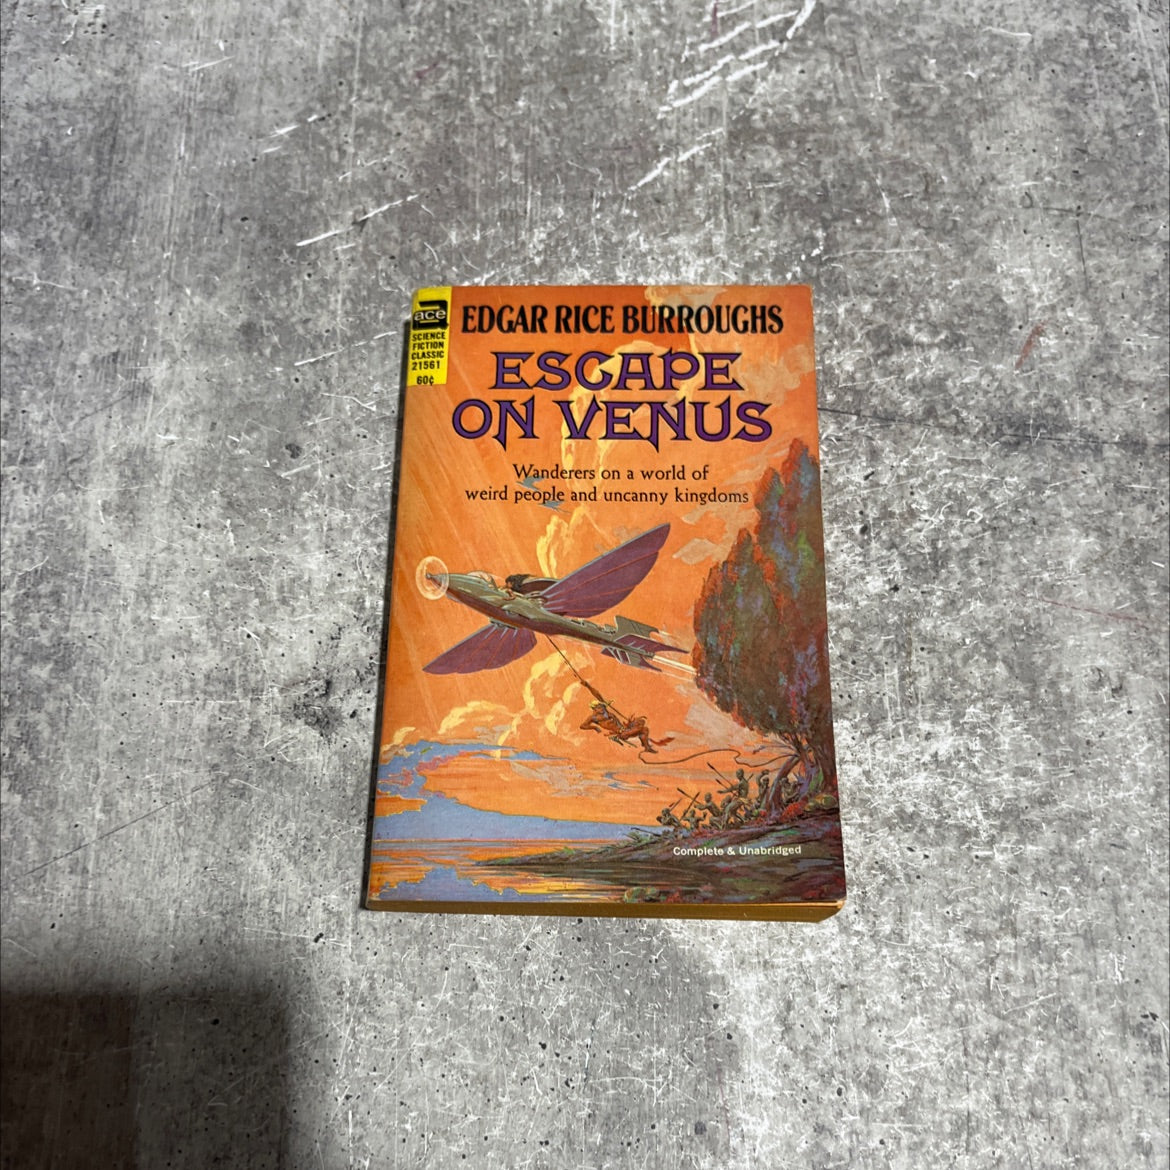 ace
SCIENCE
FICTION
CLASSIC
21561
60¢
EDGAR RICE BURROUGHS
ESCAPE
ON VENUS
Wanderers on a world of
weird people and uncanny kingdoms
Complete & Unabridged